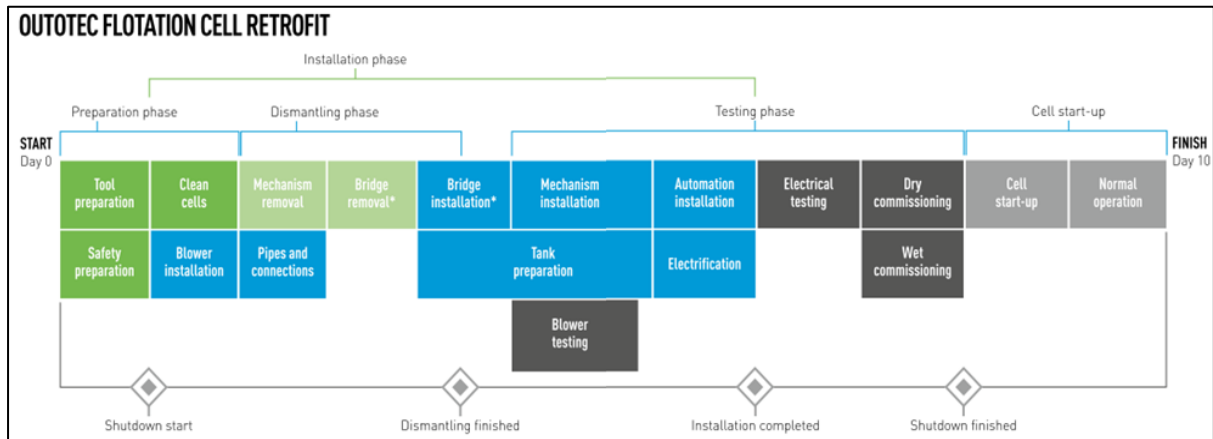 OUTOTEC FLOTATION CELL RETROFIT
Installation phase
Preparation phase
Dismantling phase
Testing phase
Cell start-up
START
Day 0
FINISH
Day 10
Tool
preparation
Clean
cells
Mechanism
removal
Bridge
removal*
Bridge
installation*
Mechanism
installation
Automation
installation
Electrical
testing
Dry
commissioning
Cell
start-up
Normal
operation
Safety
preparation
Blower
installation
Pipes and
connections
Tank
preparation
Electrification
Wet
commissioning
Blower
testing
Shutdown start
Dismantling finished
Installation completed
Shutdown finished